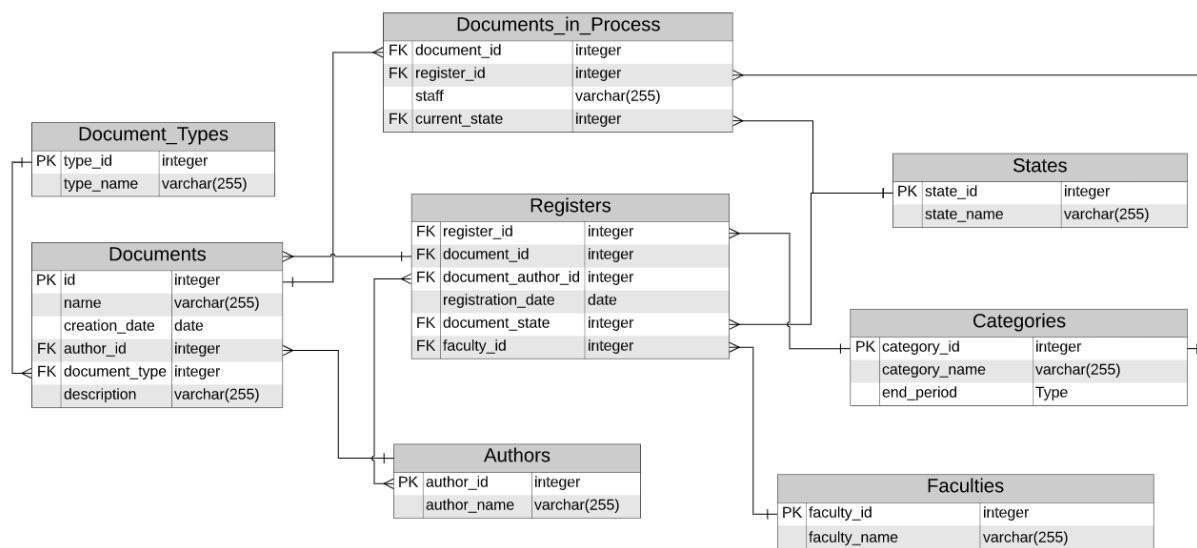 Documents_in_Process
FK document_id integer
FK register_id integer
staff varchar(255)
FK current_state integer
Document_Types
PK type_id integer
type_name varchar(255)
States
PK state_id integer
state_name varchar(255)
Registers
FK register_id integer
FK document_id integer
FK document_author_id integer
registration_date date
FK document_state integer
FK faculty_id integer
Documents
PK id integer
name varchar(255)
creation_date date
FK author_id integer
FK document_type integer
description varchar(255)
Categories
PK category_id integer
category_name varchar(255)
end_period Type
Authors
PK author_id integer
author_name varchar(255)
Faculties
PK faculty_id integer
faculty_name varchar(255)